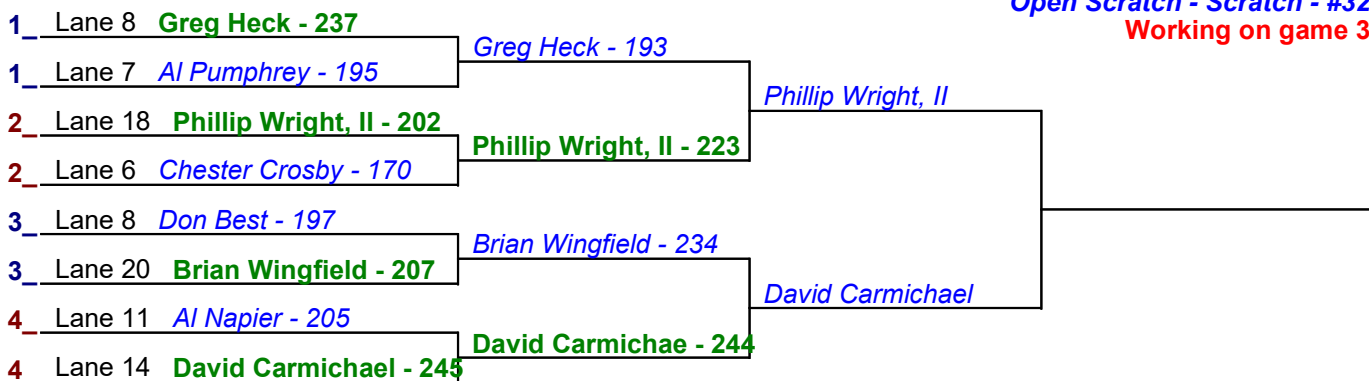 Open Scratch - Scratch - #32
Working on game 3
1_ Lane 8 Greg Heck - 237
Greg Heck - 193
1_ Lane 7 Al Pumphrey - 195
Phillip Wright, II
2_ Lane 18 Phillip Wright, II - 202
Phillip Wright, II - 223
2_ Lane 6 Chester Crosby - 170
3_ Lane 8 Don Best - 197
Brian Wingfield - 234
3_ Lane 20 Brian Wingfield - 207
David Carmichael
4_ Lane 11 Al Napier - 205
David Carmichae - 244
4 Lane 14 David Carmichael - 245